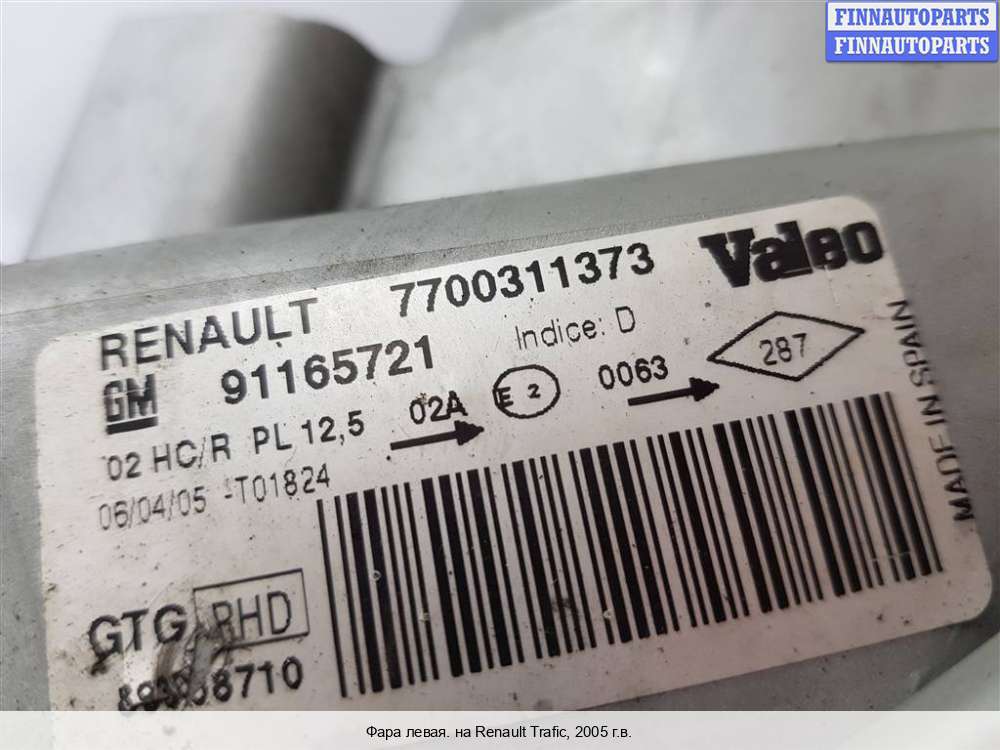 FINNAUTOPARTS
FINNAUTOPARTS
RENAULT 7700311373 Valeo
GM 91165721 Indice: D
02 HC/R PL 12,5 02A E 2 0063 287
06/04/05 -T01824
MADE IN SPAIN
GTG RHD
Фара левая. на Renault Trafic, 2005 г.в.